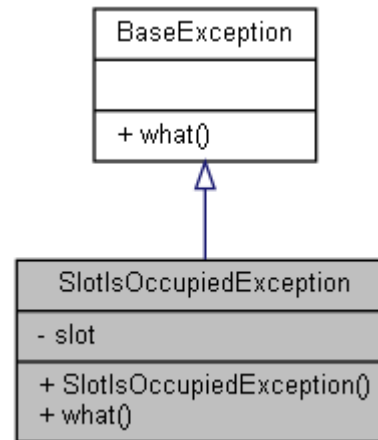 BaseException
+ what()
SlotIsOccupiedException
- slot
+ SlotIsOccupiedException()
+ what()